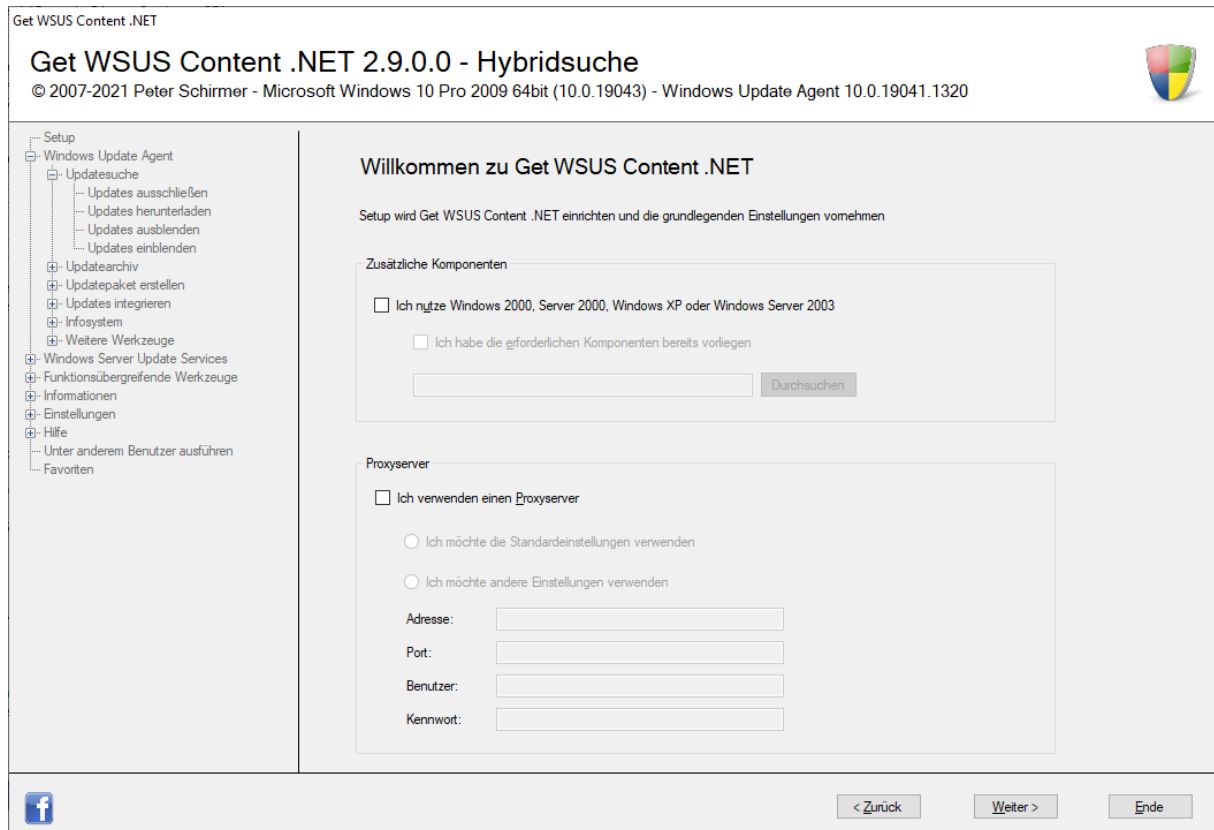 Get WSUS Content .NET
Get WSUS Content .NET 2.9.0.0 - Hybridsuche
© 2007-2021 Peter Schirmer - Microsoft Windows 10 Pro 2009 64bit (10.0.19043) - Windows Update Agent 10.0.19041.1320
Setup
Windows Update Agent
Updatesuche
Updates ausschließen
Updates herunterladen
Updates ausblenden
Updates einblenden
Updatearchiv
Updatepaket erstellen
Updates integrieren
Infosystem
Weitere Werkzeuge
Windows Server Update Services
Funktionsübergreifende Werkzeuge
Informationen
Einstellungen
Hilfe
Unter anderem Benutzer ausführen
Favoriten
Willkommen zu Get WSUS Content .NET
Setup wird Get WSUS Content .NET einrichten und die grundlegenden Einstellungen vornehmen
Zusätzliche Komponenten
Ich nutze Windows 2000, Server 2000, Windows XP oder Windows Server 2003
Ich habe die erforderlichen Komponenten bereits vorliegen
Durchsuchen
Proxyserver
Ich verwenden einen Proxyserver
Ich möchte die Standardeinstellungen verwenden
Ich möchte andere Einstellungen verwenden
Adresse:
Port:
Benutzer:
Kennwort:
f
< Zurück
Weiter >
Ende